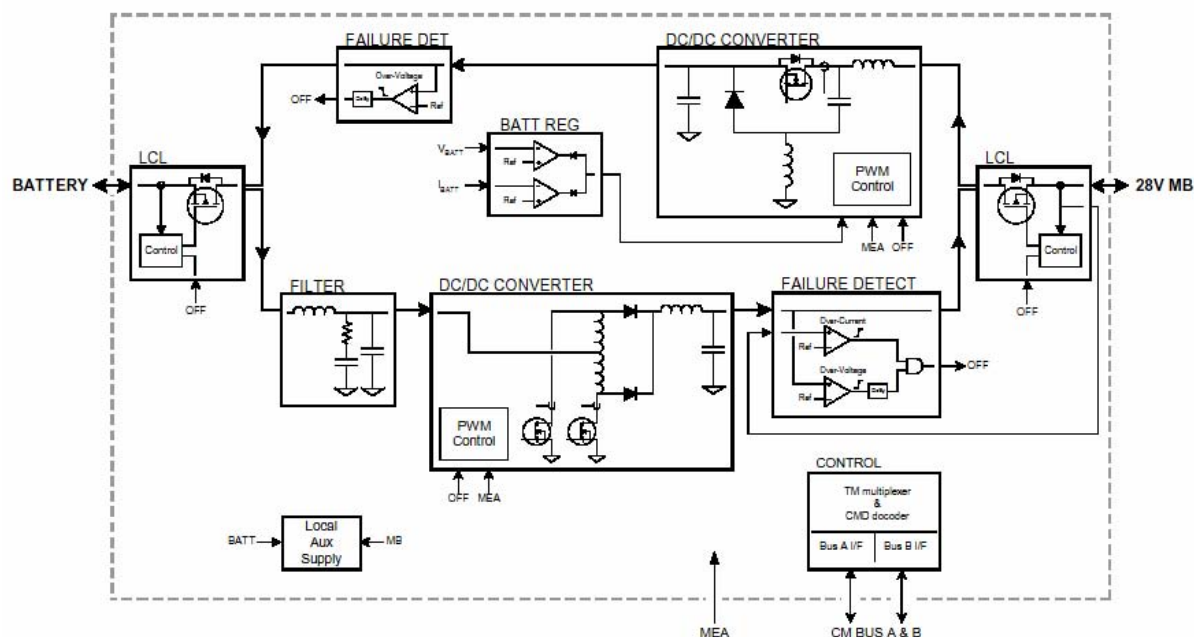 FAILURE DET
Over-Voltage
OFF
Delay
Ref
DC/DC CONVERTER
PWM
Control
MEA
OFF
BATT REG
VBATT
Ref
IBATT
Ref
LCL
BATTERY
Control
OFF
LCL
28V MB
Control
OFF
FILTER
DC/DC CONVERTER
PWM
Control
OFF
MEA
FAILURE DETECT
Over-Current
Ref
Over-Voltage
Ref
Delay
OFF
CONTROL
TM multiplexer
&
CMD docoder
Bus A I/F
Bus B I/F
BATT
Local
Aux
Supply
MB
MEA
CM BUS A & B